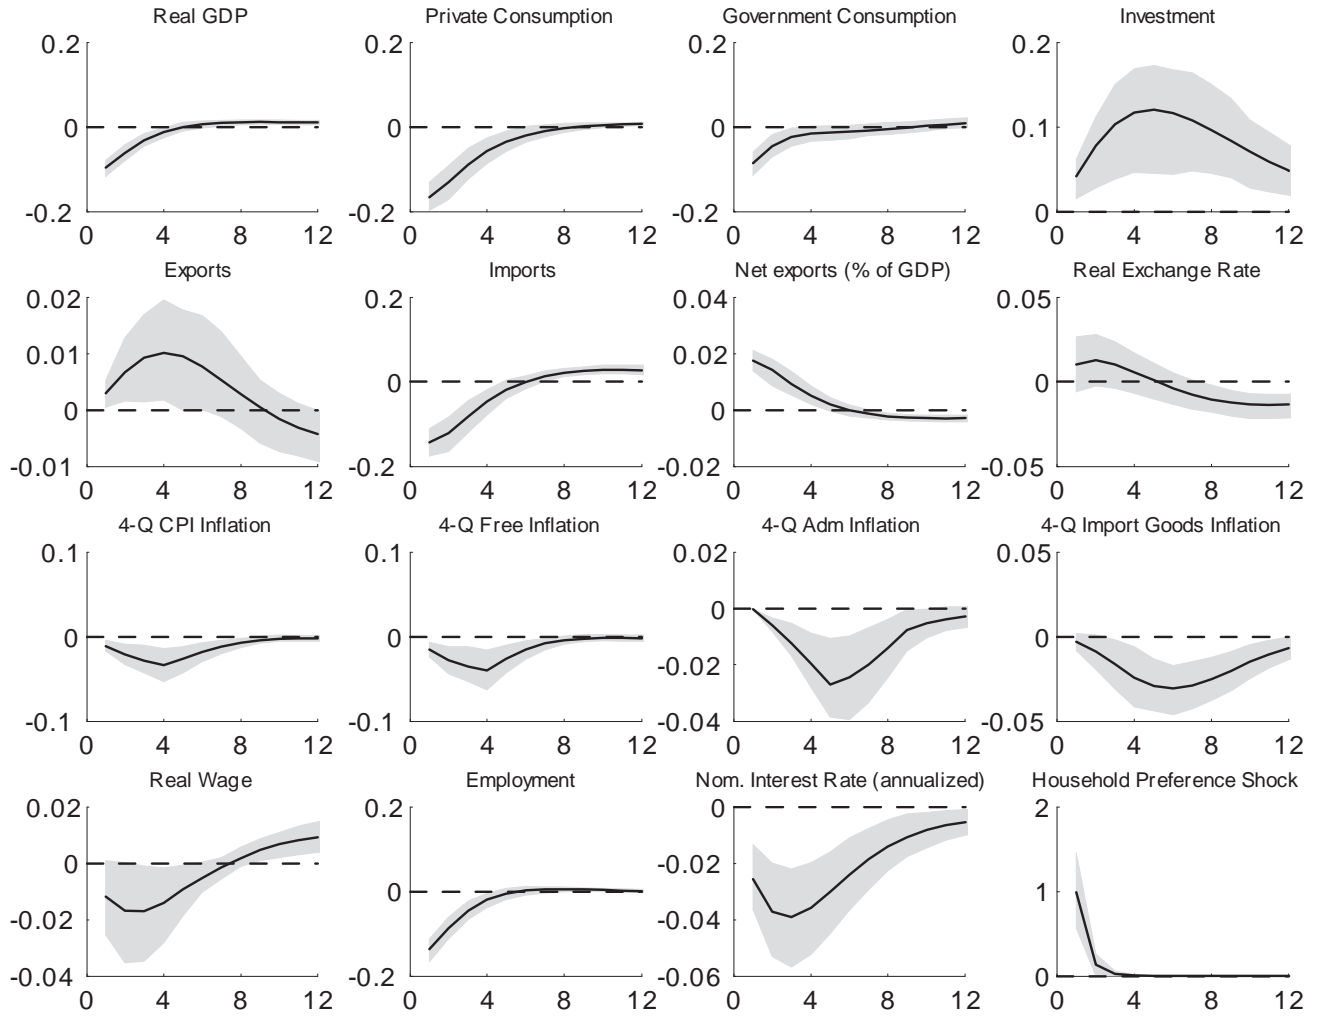 Real GDP Private Consumption Government Consumption Investment
0.2 0.2 0.2 0.2
0 0 0 0.1
-0.2 -0.2 -0.2 0
0 4 8 12 0 4 8 12 0 4 8 12 0 4 8 12
Exports Imports Net exports (% of GDP) Real Exchange Rate
0.02 0.2 0.04 0.05
0.01 0 0.02 0
0 0
-0.01 -0.2 -0.02 -0.05
0 4 8 12 0 4 8 12 0 4 8 12 0 4 8 12
4-Q CPI Inflation 4-Q Free Inflation 4-Q Adm Inflation 4-Q Import Goods Inflation
0.1 0.1 0.02 0.05
0 0 0 0
-0.02
-0.1 -0.1 -0.04 -0.05
0 4 8 12 0 4 8 12 0 4 8 12 0 4 8 12
Real Wage Employment Nom. Interest Rate (annualized) Household Preference Shock
0.02 0.2 0 2
0 0 -0.02 1
-0.02 -0.04
-0.04 -0.2 -0.06 0
0 4 8 12 0 4 8 12 0 4 8 12 0 4 8 12